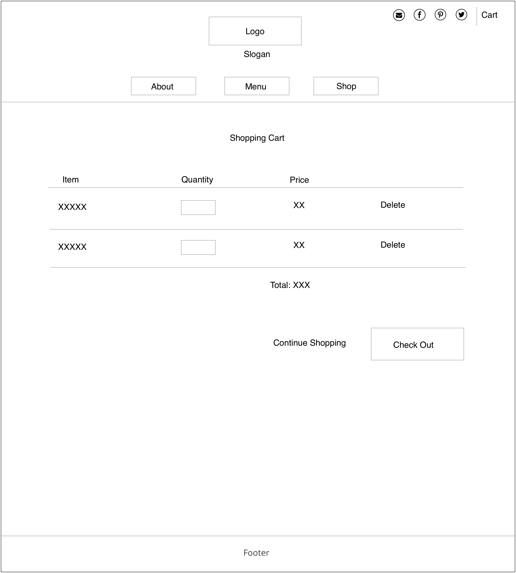 Cart
Logo
Slogan
About Menu Shop
Shopping Cart
Item Quantity Price
XXXXX XX Delete
XXXXX XX Delete
Total: XXX
Continue Shopping Check Out
Footer